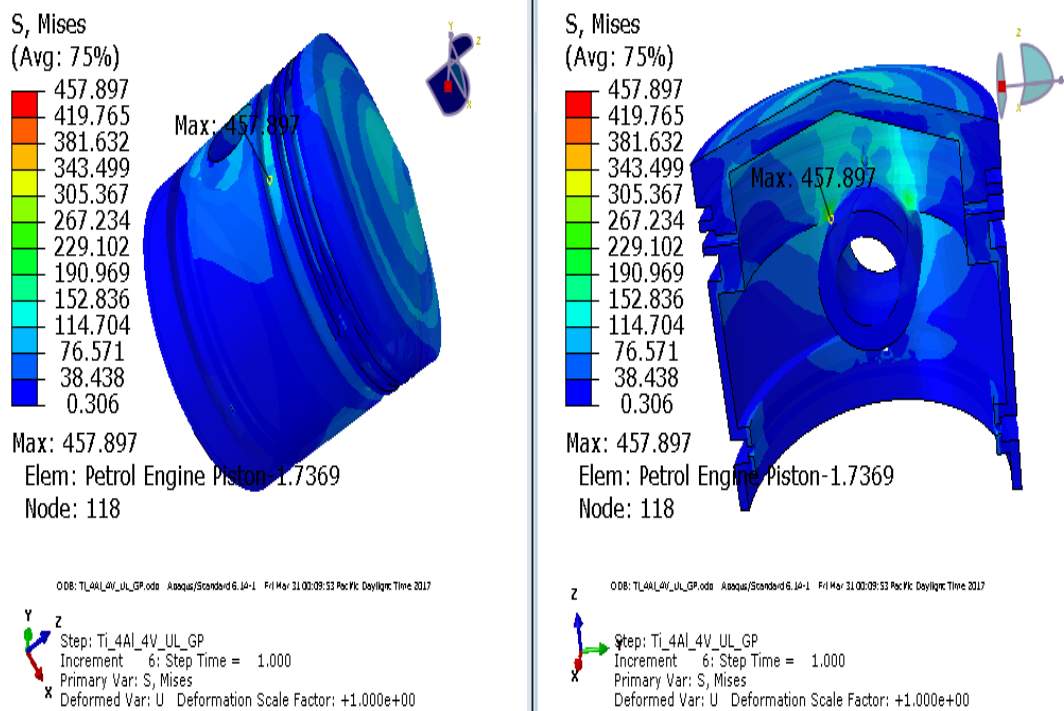 S, Mises
(Avg: 75%)
457.897
419.765
381.632
343.499
305.367
267.234
229.102
190.969
152.836
114.704
76.571
38.438
0.306
Max: 457.897
Elem: Petrol Engine Piston-1.7369
Node: 118
Max: 457.897
Y
Z
X
ODB: Ti_4Al_4V_UL_GP.odb Abaqus/Standard 6.14-1 Fri Mar 31 00:09:53 Pacific Daylight Time 2017
Y
Z
X
Step: Ti_4Al_4V_UL_GP
Increment 6: Step Time = 1.000
Primary Var: S, Mises
Deformed Var: U Deformation Scale Factor: +1.000e+00
S, Mises
(Avg: 75%)
457.897
419.765
381.632
343.499
305.367
267.234
229.102
190.969
152.836
114.704
76.571
38.438
0.306
Max: 457.897
Elem: Petrol Engine Piston-1.7369
Node: 118
Max: 457.897
Z
X
ODB: Ti_4Al_4V_UL_GP.odb Abaqus/Standard 6.14-1 Fri Mar 31 00:09:53 Pacific Daylight Time 2017
Z
X
Step: Ti_4Al_4V_UL_GP
Increment 6: Step Time = 1.000
Primary Var: S, Mises
Deformed Var: U Deformation Scale Factor: +1.000e+00